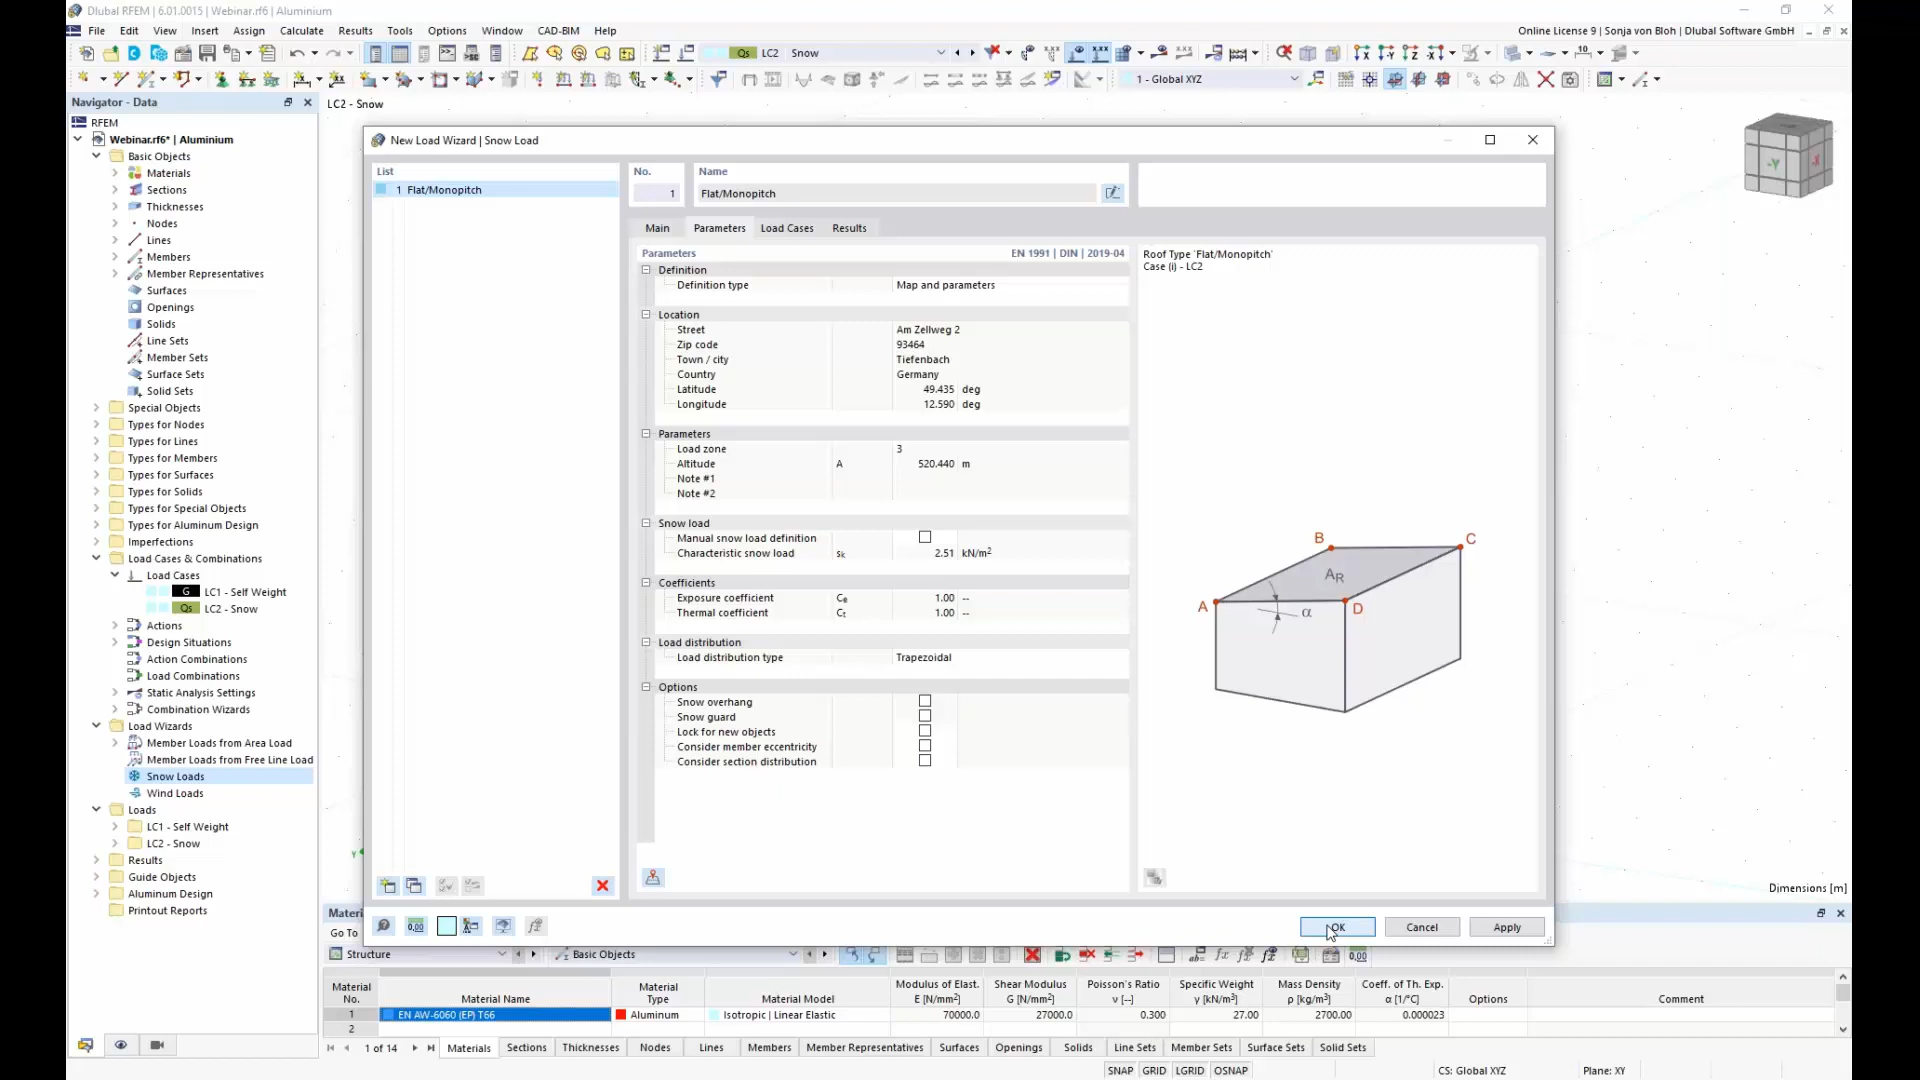 Dlubal RFEM | 6.01.0015 | Webinar.rf6 | Aluminium
File Edit View Insert Assign Calculate Results Tools Options Window CAD-BIM Help
Online License 9 | Sonja von Bloh | Dlubal Software GmbH
Qs LC2 Snow
1 - Global XYZ
Navigator - Data
LC2 - Snow
RFEM
Webinar.rf6* | Aluminium
Basic Objects
Materials
Sections
Thicknesses
Nodes
Lines
Members
Member Representatives
Surfaces
Openings
Solids
Line Sets
Member Sets
Surface Sets
Solid Sets
Special Objects
Types for Nodes
Types for Lines
Types for Members
Types for Surfaces
Types for Solids
Types for Special Objects
Types for Aluminum Design
Imperfections
Load Cases & Combinations
Load Cases
G LC1 - Self Weight
Qs LC2 - Snow
Actions
Design Situations
Action Combinations
Load Combinations
Static Analysis Settings
Combination Wizards
Load Wizards
Member Loads from Area Load
Member Loads from Free Line Load
Snow Loads
Wind Loads
Loads
LC1 - Self Weight
LC2 - Snow
Results
Guide Objects
Aluminum Design
Printout Reports
New Load Wizard | Snow Load
List
1 Flat/Monopitch
No.
1
Name
Flat/Monopitch
Main Parameters Load Cases Results
Parameters EN 1991 | DIN | 2019-04
Definition
Definition type Map and parameters
Location
Street Am Zellweg 2
Zip code 93464
Town / city Tiefenbach
Country Germany
Latitude 49.435 deg
Longitude 12.590 deg
Parameters
Load zone 3
Altitude A 520.440 m
Note #1
Note #2
Snow load
Manual snow load definition
Characteristic snow load sk 2.51 kN/m2
Coefficients
Exposure coefficient Ce 1.00 --
Thermal coefficient Ct 1.00 --
Load distribution
Load distribution type Trapezoidal
Options
Snow overhang
Snow guard
Lock for new objects
Consider member eccentricity
Consider section distribution
Roof Type 'Flat/Monopitch'
Case (i) - LC2
B C
AR
A D
α
-Y -X
Y
OK Cancel Apply
Dimensions [m]
Materi
Go To
Structure Basic Objects
Material No. Material Name Material Type Material Model Modulus of Elast. E [N/mm2] Shear Modulus G [N/mm2] Poisson's Ratio ν [--] Specific Weight γ [kN/m3] Mass Density ρ [kg/m3] Coeff. of Th. Exp. α [1/°C] Options Comment
1 EN AW-6060 (EP) T66 Aluminum Isotropic | Linear Elastic 70000.0 27000.0 0.300 27.00 2700.00 0.000023
2
1 of 14 Materials Sections Thicknesses Nodes Lines Members Member Representatives Surfaces Openings Solids Line Sets Member Sets Surface Sets Solid Sets
SNAP GRID LGRID OSNAP CS: Global XYZ Plane: XY